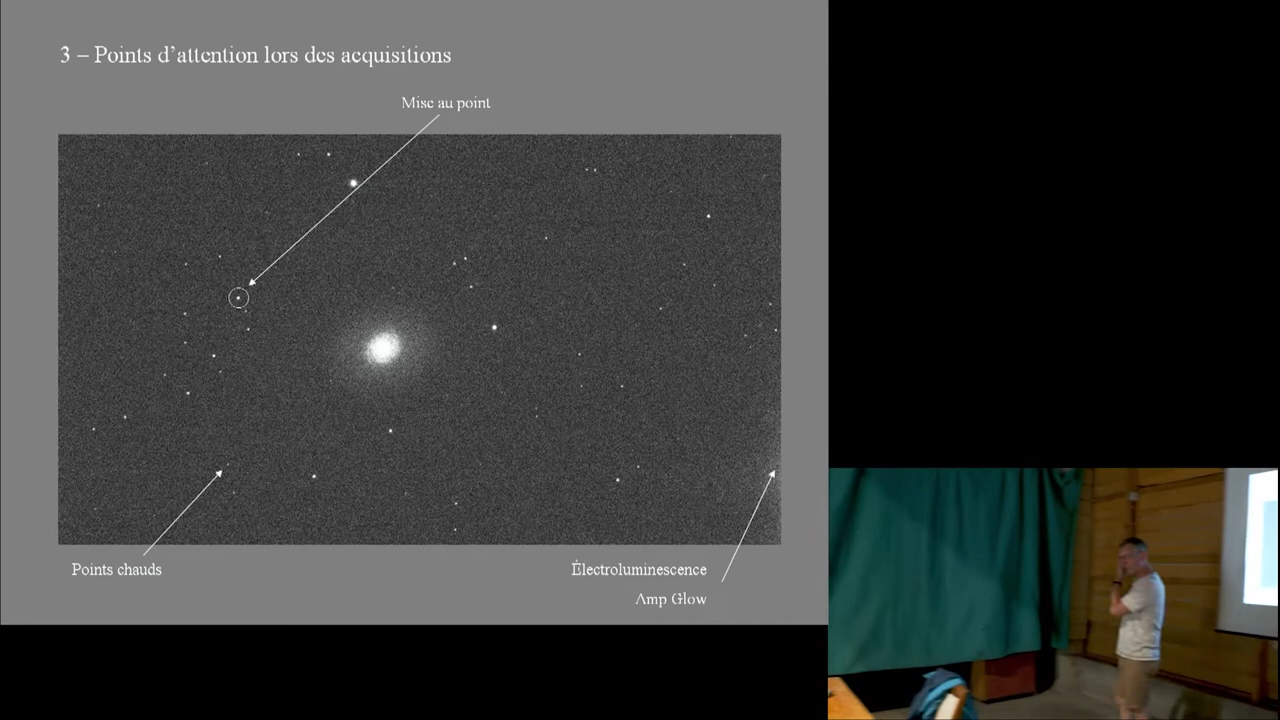 3 – Points d’attention lors des acquisitions
Mise au point
Points chauds
Électroluminescence
Amp Glow